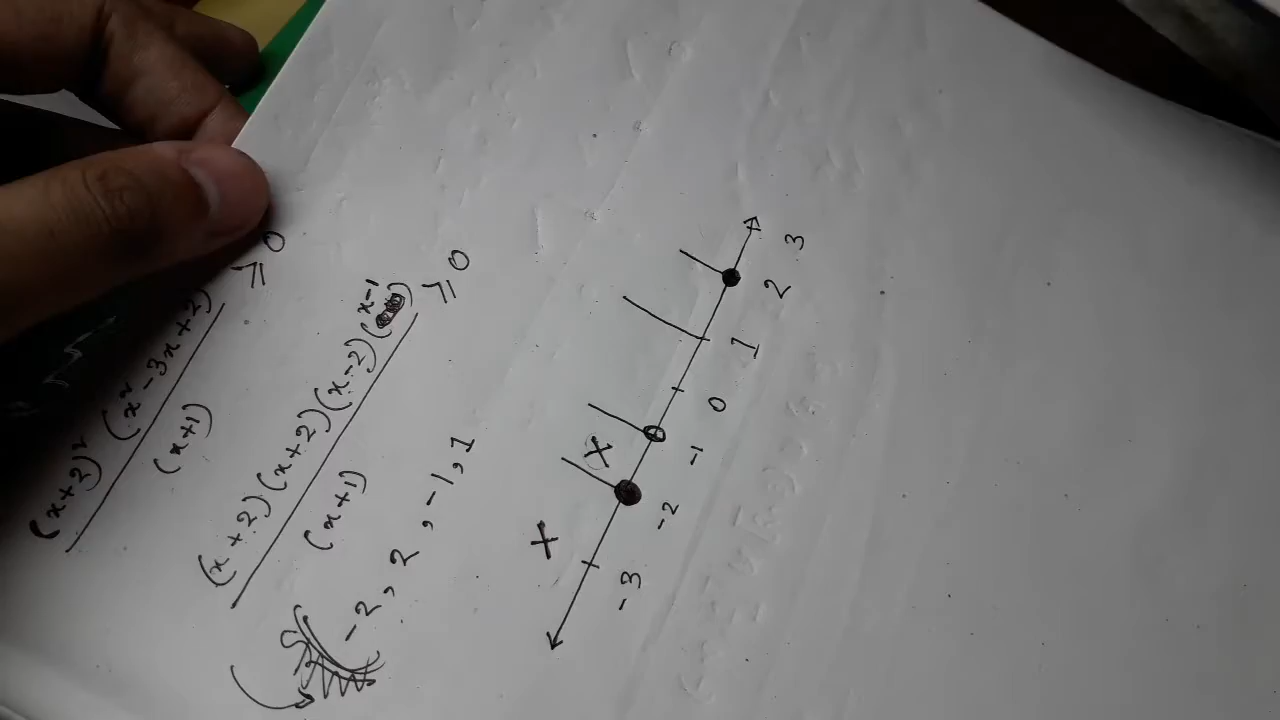 (x+2)² (x²-3x+2)
(x+1)
≥ 0
(x+2)(x+2)(x-2)(x-1)
(x+1)
≥ 0
-2, 2, -1, 1
X X
-3 -2 -1 0 1 2 3